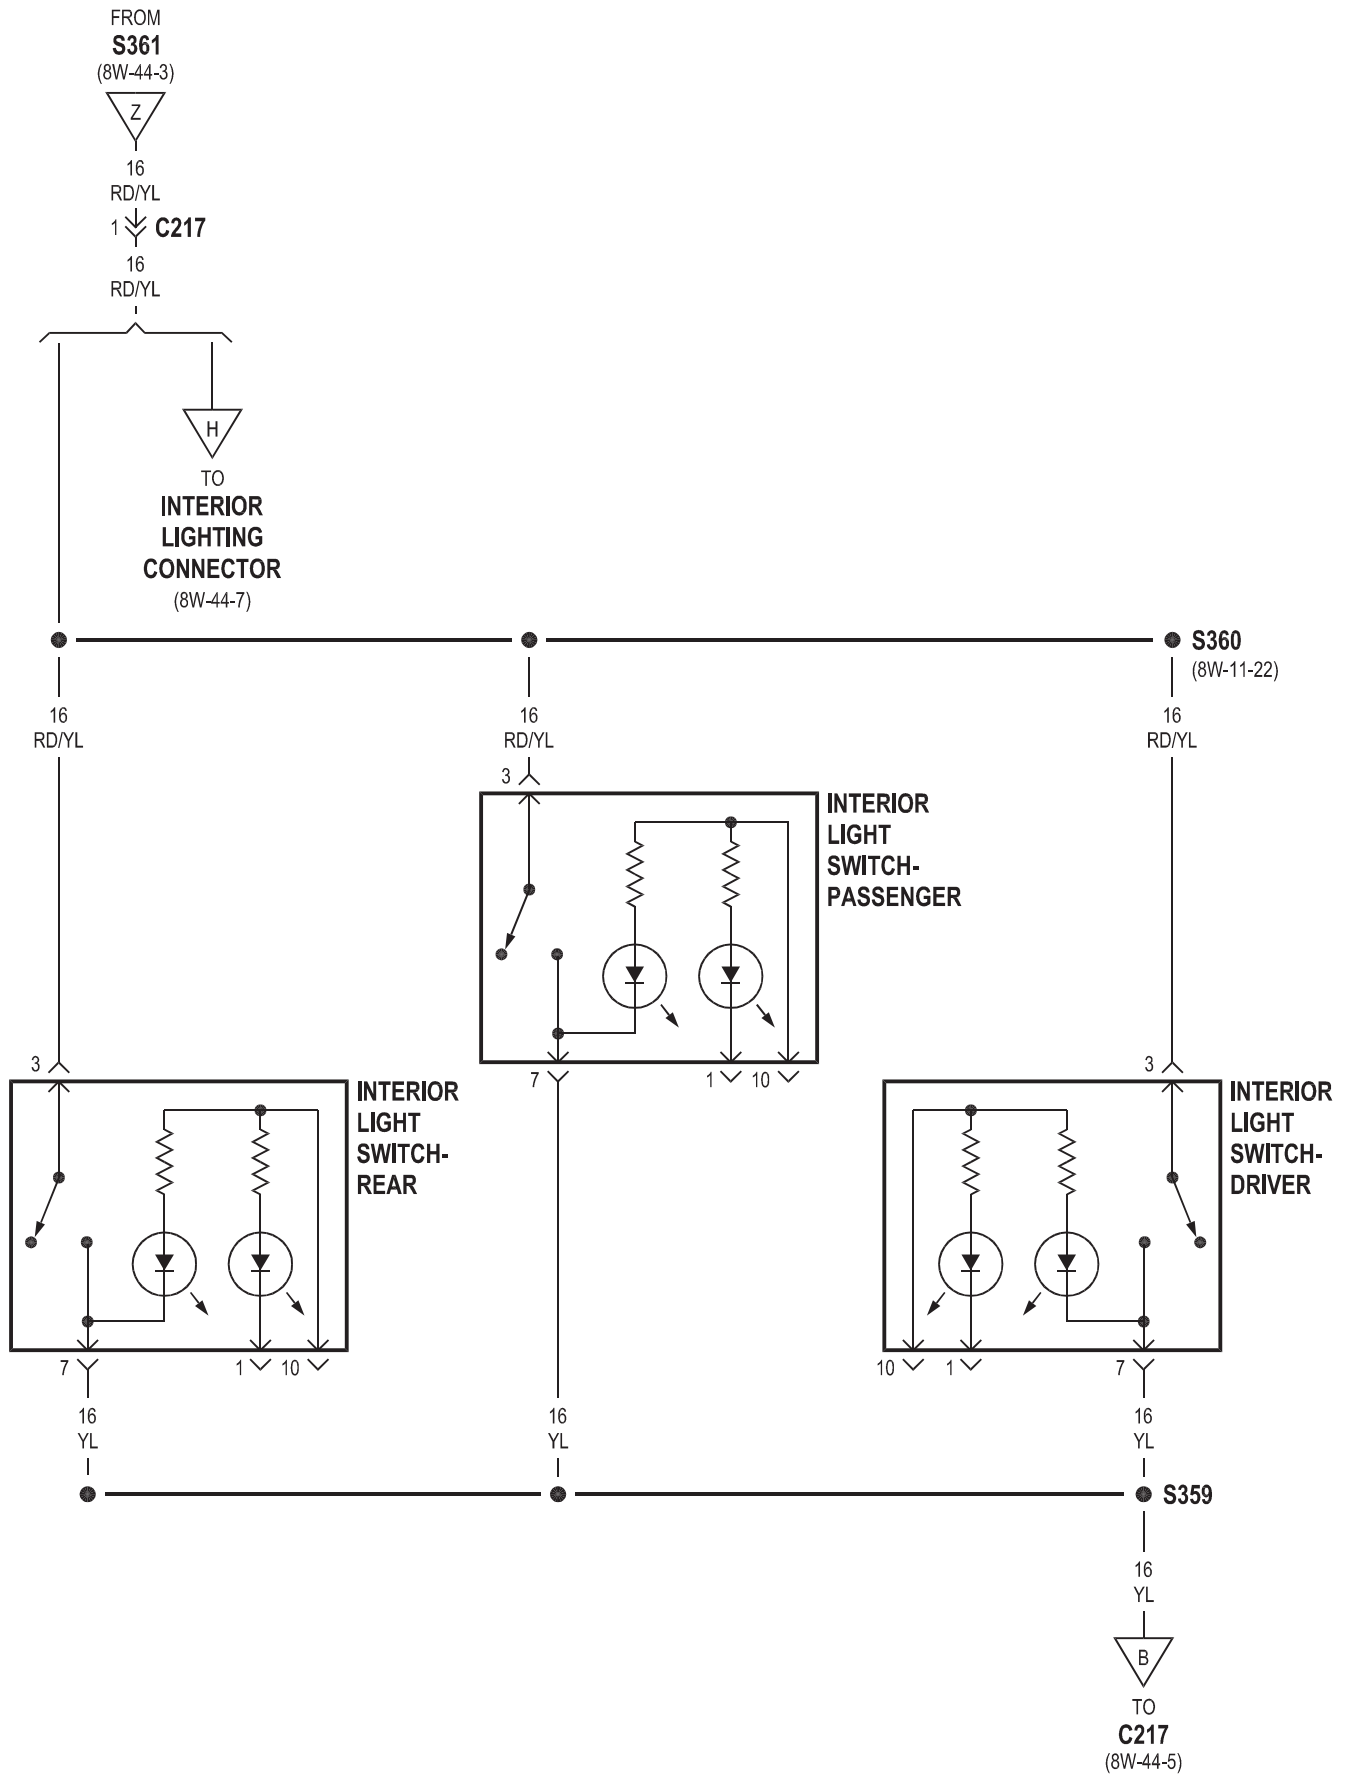 FROM
S361
(8W-44-3)
Z
16
RD/YL
1 C217
16
RD/YL
H
TO
INTERIOR
LIGHTING
CONNECTOR
(8W-44-7)
S360
(8W-11-22)
16
RD/YL
16
RD/YL
16
RD/YL
3
INTERIOR
LIGHT
SWITCH-
PASSENGER
7
1
10
3
INTERIOR
LIGHT
SWITCH-
REAR
7
1
10
3
INTERIOR
LIGHT
SWITCH-
DRIVER
10
1
7
16
YL
16
YL
16
YL
S359
16
YL
B
TO
C217
(8W-44-5)